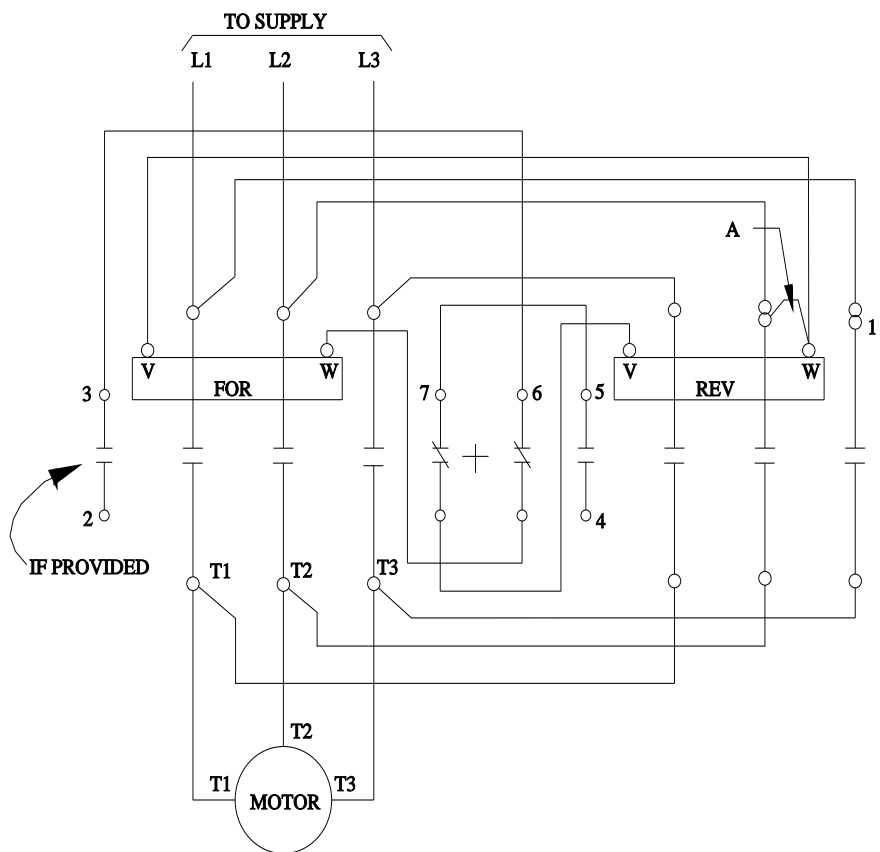 TO SUPPLY
L1 L2 L3
A
1
V W
FOR
V W
REV
3 7 6 5
2 4
IF PROVIDED
T1 T2 T3
T2
T1 T3
MOTOR